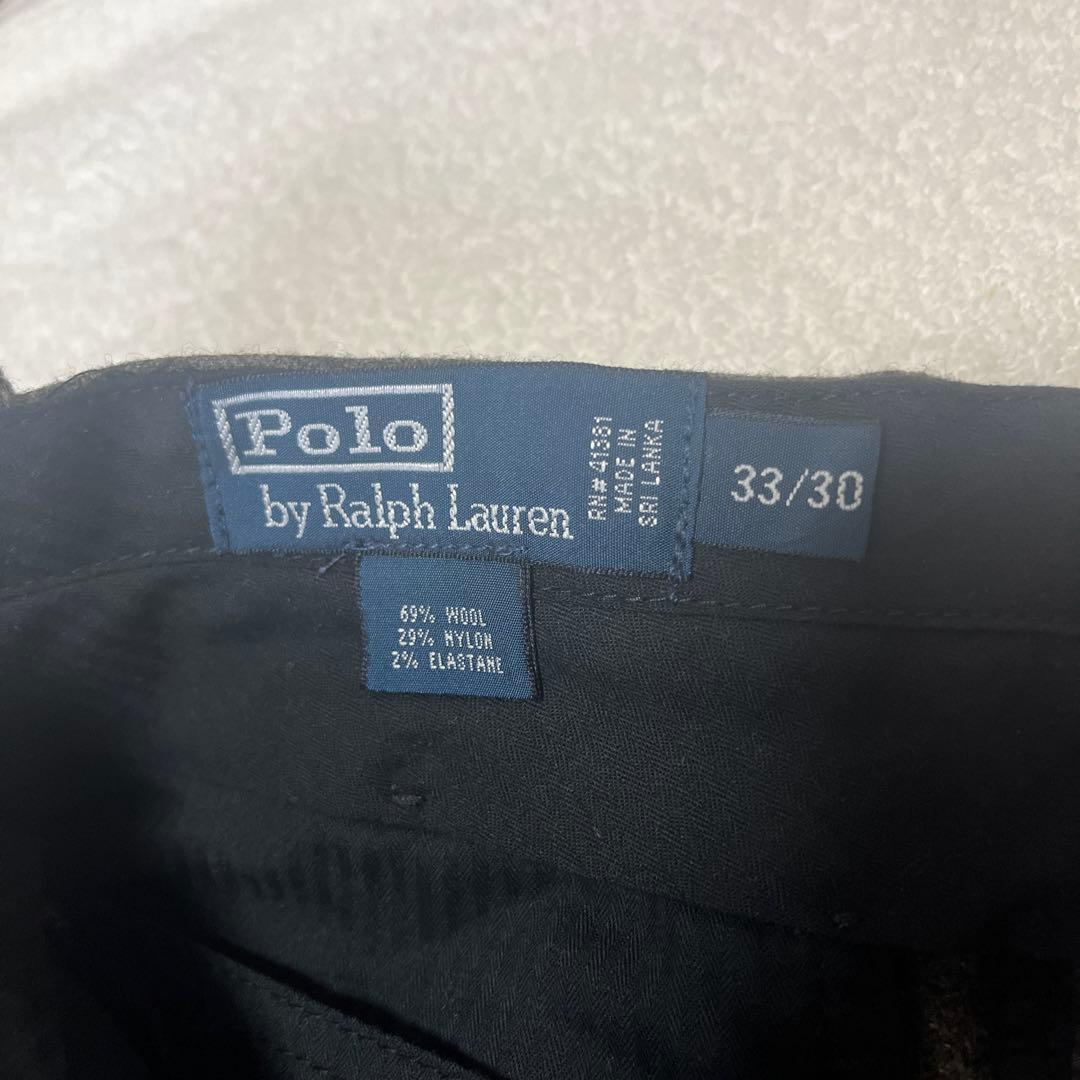 Polo
by Ralph Lauren
RN# 41381
MADE IN
SRI LANKA
33/30
69% WOOL
29% NYLON
2% ELASTANE